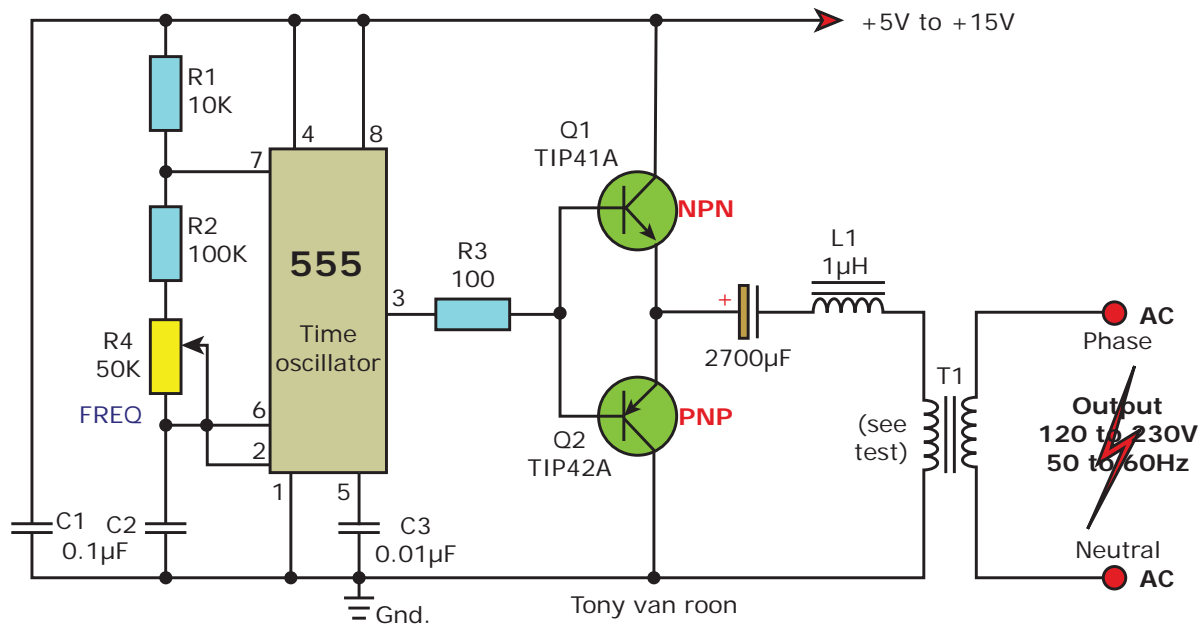 +5V to +15V
R1
10K
4
8
7
Q1
TIP41A
NPN
R2
100K
555
Time
oscillator
R3
100
3
L1
1µH
+
2700µF
AC
Phase
R4
50K
FREQ
6
2
PNP
Q2
TIP42A
(see
test)
T1
Output
120 to 230V
50 to 60Hz
1
5
C1
0.1µF
C2
C3
0.01µF
Neutral
AC
Gnd.
Tony van roon